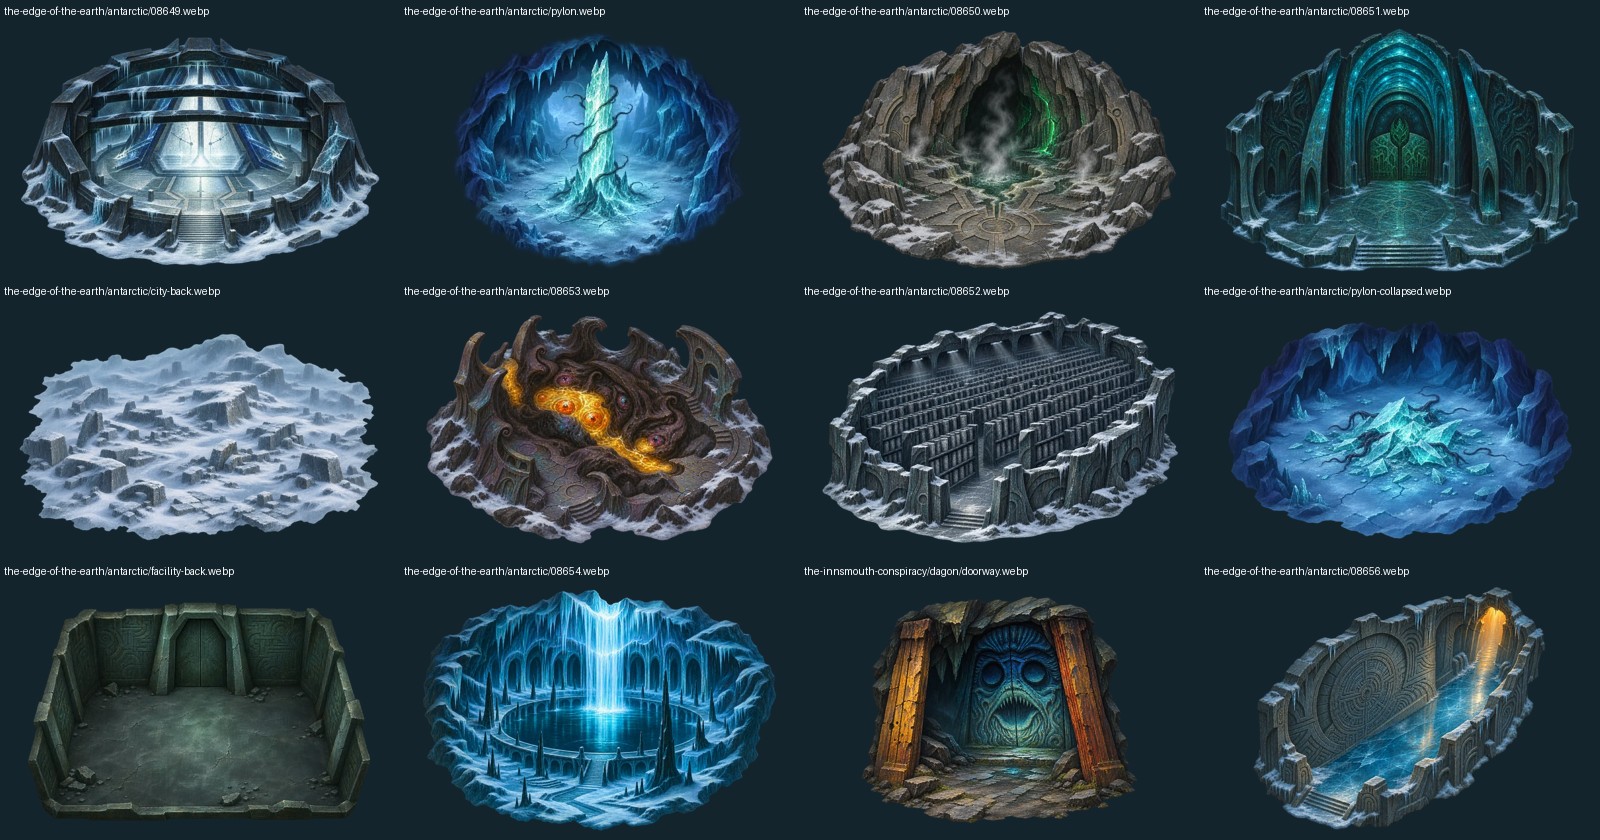 the-edge-of-the-earth/antarctic/08649.webp
the-edge-of-the-earth/antarctic/pylon.webp
the-edge-of-the-earth/antarctic/08650.webp
the-edge-of-the-earth/antarctic/08651.webp
the-edge-of-the-earth/antarctic/city-back.webp
the-edge-of-the-earth/antarctic/08653.webp
the-edge-of-the-earth/antarctic/08652.webp
the-edge-of-the-earth/antarctic/pylon-collapsed.webp
the-edge-of-the-earth/antarctic/facility-back.webp
the-edge-of-the-earth/antarctic/08654.webp
the-innsmouth-conspiracy/dagon/doorway.webp
the-edge-of-the-earth/antarctic/08656.webp